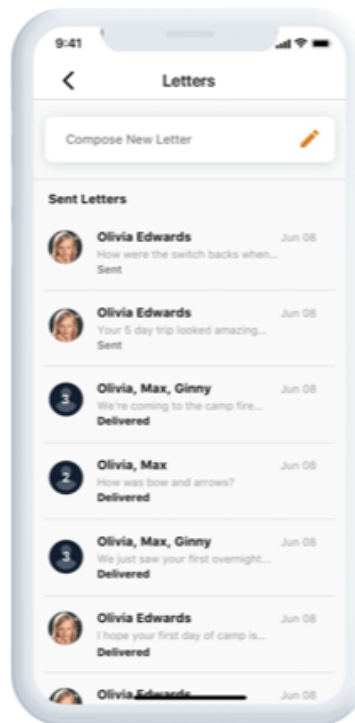 9:41
Letters
Compose New Letter
Sent Letters
Olivia Edwards Jun 08
How were the switch backs when...
Sent
Olivia Edwards Jun 08
Your 5 day trip looked amazing...
Sent
3
Olivia, Max, Ginny Jun 08
We're coming to the camp fire...
Delivered
2
Olivia, Max Jun 08
How was bow and arrows?
Delivered
3
Olivia, Max, Ginny Jun 08
We just saw your first overnight...
Delivered
Olivia Edwards Jun 08
I hope your first day of camp is...
Delivered
Olivia Edwards Jun 08